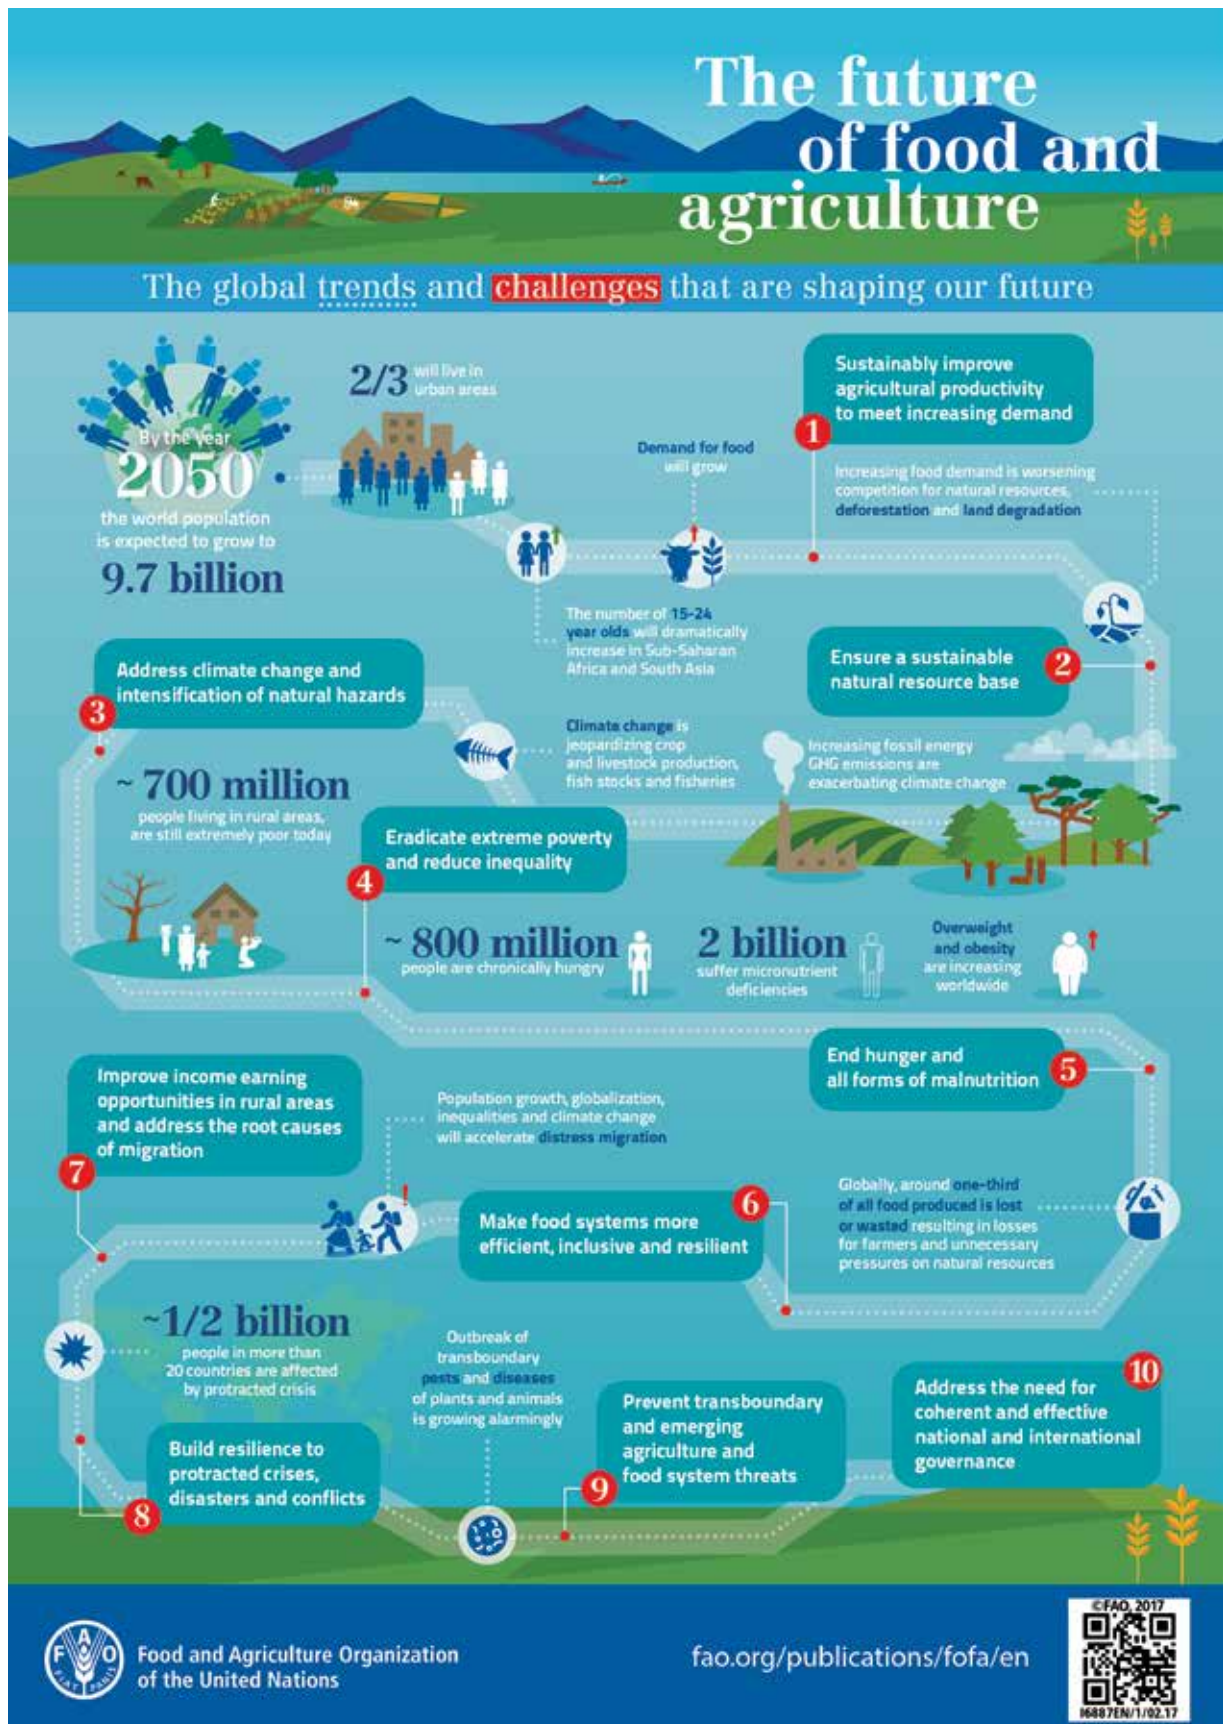 The future
of food and
agriculture
The global trends and challenges that are shaping our future
By the year
2050
the world population
is expected to grow to
9.7 billion
2/3 will live in
urban areas
Demand for food
will grow
1
Sustainably improve
agricultural productivity
to meet increasing demand
Increasing food demand is worsening
competition for natural resources,
deforestation and land degradation
The number of 15-24
year olds will dramatically
increase in Sub-Saharan
Africa and South Asia
Ensure a sustainable
natural resource base
2
Address climate change and
intensification of natural hazards
3
Climate change is
jeopardizing crop
and livestock production,
fish stocks and fisheries
Increasing fossil energy
GHG emissions are
exacerbating climate change
~ 700 million
people living in rural areas,
are still extremely poor today
Eradicate extreme poverty
and reduce inequality
4
~ 800 million
people are chronically hungry
2 billion
suffer micronutrient
deficiencies
Overweight
and obesity
are increasing
worldwide
End hunger and
all forms of malnutrition
5
Improve income earning
opportunities in rural areas
and address the root causes
of migration
7
Population growth, globalization,
inequalities and climate change
will accelerate distress migration
!
Make food systems more
efficient, inclusive and resilient
6
Globally, around one-third
of all food produced is lost
or wasted resulting in losses
for farmers and unnecessary
pressures on natural resources
~1/2 billion
people in more than
20 countries are affected
by protracted crisis
Outbreak of
transboundary
pests and diseases
of plants and animals
is growing alarmingly
Build resilience to
protracted crises,
disasters and conflicts
8
Prevent transboundary
and emerging
agriculture and
food system threats
9
10
Address the need for
coherent and effective
national and international
governance
F A O
FIAT PANIS
Food and Agriculture Organization
of the United Nations
fao.org/publications/fofa/en
©FAO, 2017
I6887EN/1/02.17